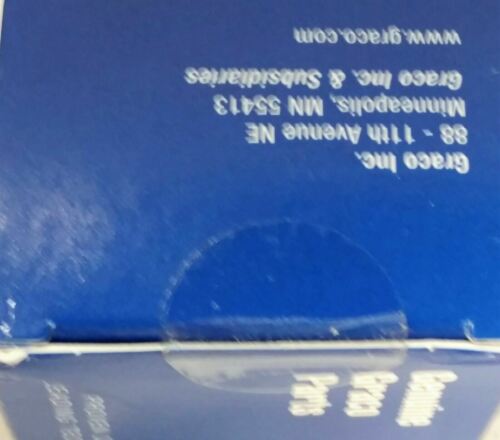 Graco Inc.
88 - 11th Avenue NE
Minneapolis, MN 55413
Graco Inc. & Subsidiaries
www.graco.com
Genuine
Graco
Parts